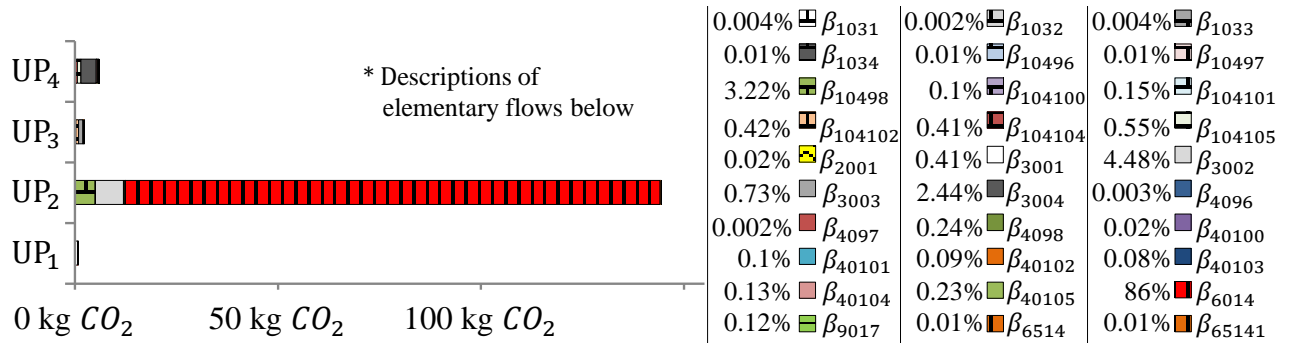 UP₄
* Descriptions of
elementary flows below
UP₃
UP₂
UP₁
0 kg CO₂ 50 kg CO₂ 100 kg CO₂
0.004% β₁₀₃₁ 0.002% β₁₀₃₂ 0.004% β₁₀₃₃
0.01% β₁₀₃₄ 0.01% β₁₀₄₉₆ 0.01% β₁₀₄₉₇
3.22% β₁₀₄₉₈ 0.1% β₁₀₄₁₀₀ 0.15% β₁₀₄₁₀₁
0.42% β₁₀₄₁₀₂ 0.41% β₁₀₄₁₀₄ 0.55% β₁₀₄₁₀₅
0.02% β₂₀₀₁ 0.41% β₃₀₀₁ 4.48% β₃₀₀₂
0.73% β₃₀₀₃ 2.44% β₃₀₀₄ 0.003% β₄₀₉₆
0.002% β₄₀₉₇ 0.24% β₄₀₉₈ 0.02% β₄₀₁₀₀
0.1% β₄₀₁₀₁ 0.09% β₄₀₁₀₂ 0.08% β₄₀₁₀₃
0.13% β₄₀₁₀₄ 0.23% β₄₀₁₀₅ 86% β₆₀₁₄
0.12% β₉₀₁₇ 0.01% β₆₅₁₄ 0.01% β₆₅₁₄₁